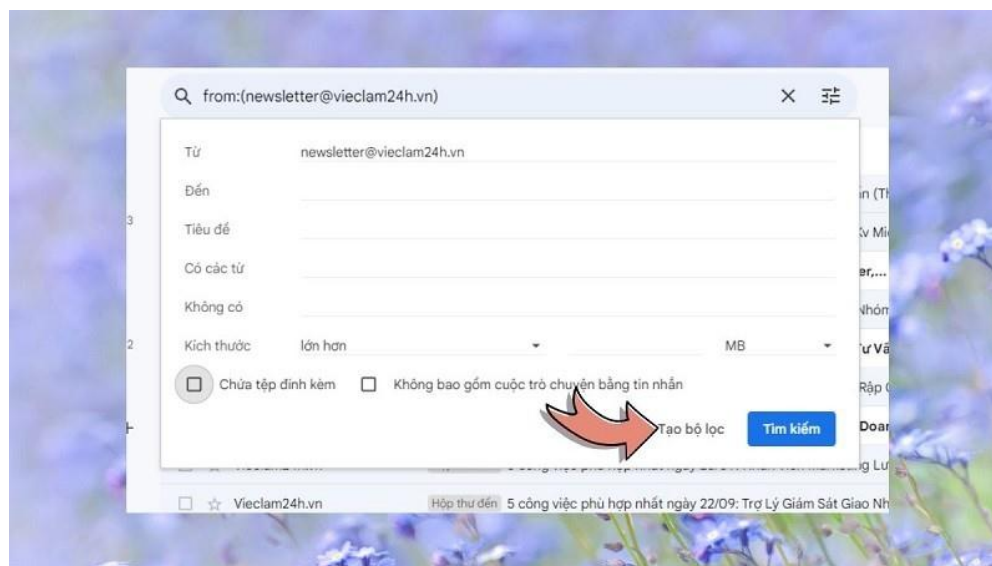 from:(newsletter@vieclam24h.vn)
Từ newsletter@vieclam24h.vn
Đến
Tiêu đề
Có các từ
Không có
Kích thước lớn hơn MB
Chứa tệp đính kèm Không bao gồm cuộc trò chuyện bằng tin nhắn
Tạo bộ lọc Tìm kiếm
Vieclam24h.vn Hộp thư đến 5 công việc phù hợp nhất ngày 22/09: Trợ Lý Giám Sát Giao Nh